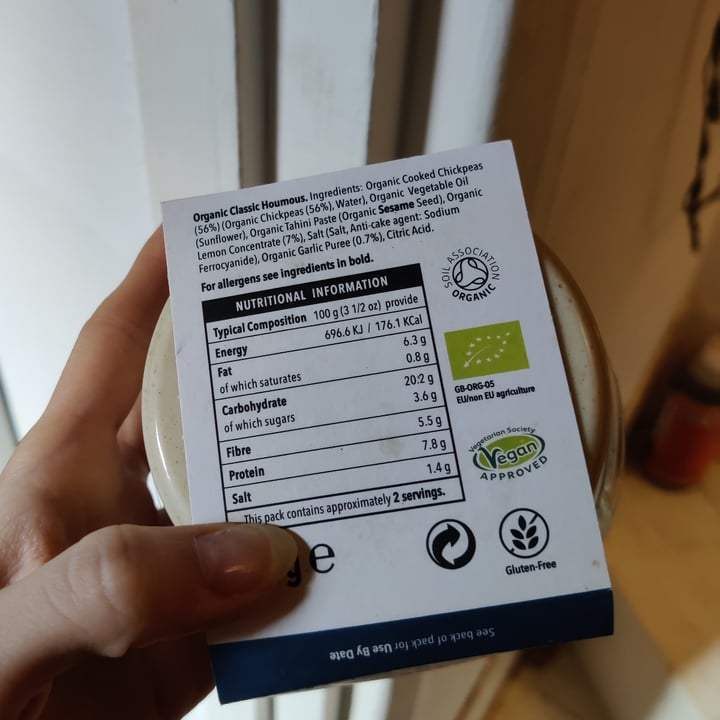 Organic Classic Houmous. Ingredients: Organic Cooked Chickpeas
(56%) (Organic Chickpeas (56%), Water), Organic Vegetable Oil
(Sunflower), Organic Tahini Paste (Organic Sesame Seed), Organic
Lemon Concentrate (7%), Salt (Salt, Anti-cake agent: Sodium
Ferrocyanide), Organic Garlic Puree (0.7%), Citric Acid.
For allergens see ingredients in bold.
NUTRITIONAL INFORMATION
Typical Composition 100 g (3 1/2 oz) provide
Energy 696.6 KJ / 176.1 KCal
Fat 6.3 g
of which saturates 0.8 g
Carbohydrate 20.2 g
of which sugars 3.6 g
Fibre 5.5 g
Protein 7.8 g
Salt 1.4 g
This pack contains approximately 2 servings.
SOIL ASSOCIATION
ORGANIC
GB-ORG-05
EU/non EU agriculture
Vegetarian Society
Vegan
APPROVED
g e
Gluten-Free
See back of pack for Use By Date